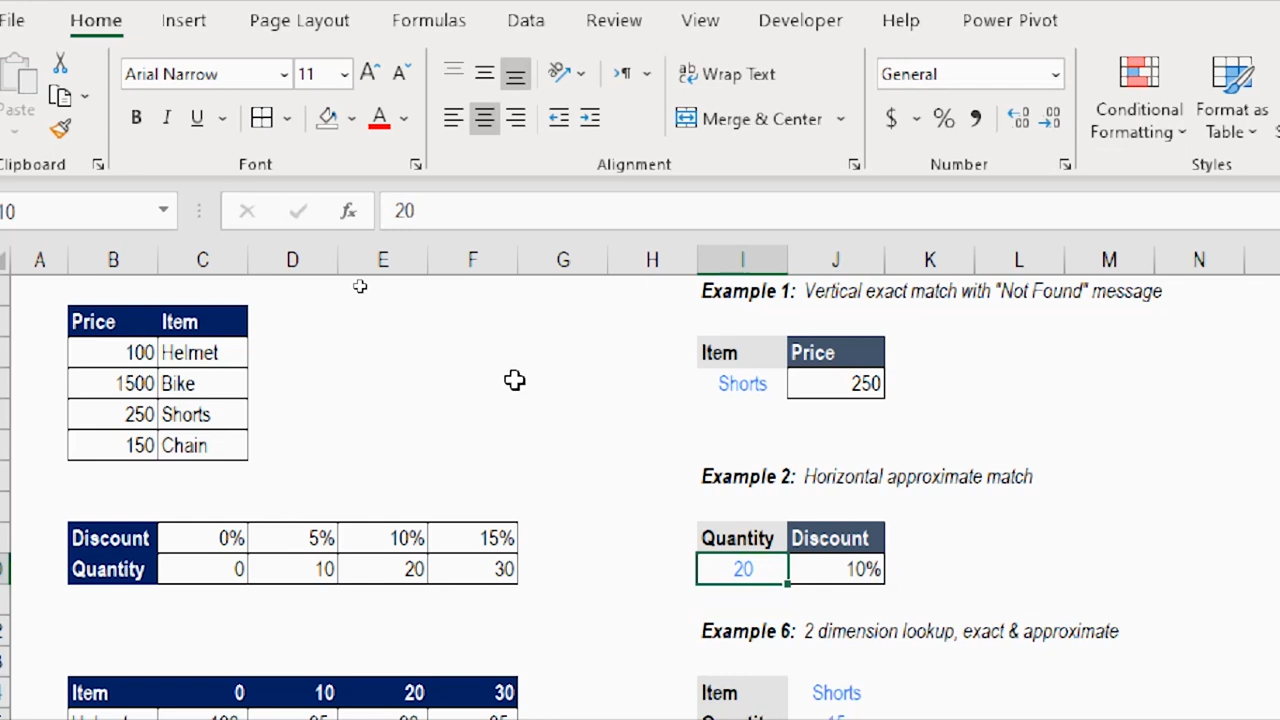 File Home Insert Page Layout Formulas Data Review View Developer Help Power Pivot
Paste Arial Narrow 11 A A ab Wrap Text General Conditional Formatting Format as Table
B I U A Merge & Center $ % 9
Clipboard Font Alignment Number Styles
10 fx 20
A B C D E F G H I J K L M N
Example 1: Vertical exact match with "Not Found" message
Price Item
100 Helmet Item Price
1500 Bike Shorts 250
250 Shorts
150 Chain
Example 2: Horizontal approximate match
Discount 0% 5% 10% 15% Quantity Discount
Quantity 0 10 20 30 20 10%
Example 6: 2 dimension lookup, exact & approximate
Item 0 10 20 30 Item Shorts